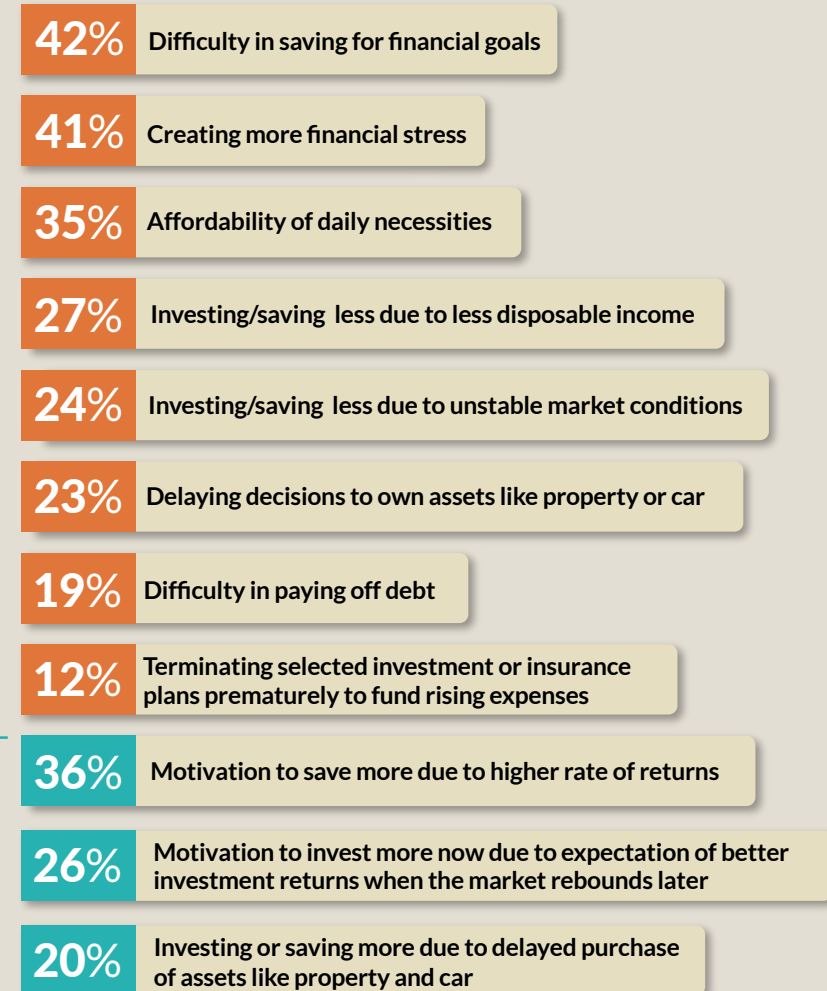 42% Difficulty in saving for financial goals
41% Creating more financial stress
35% Affordability of daily necessities
27% Investing/saving less due to less disposable income
24% Investing/saving less due to unstable market conditions
23% Delaying decisions to own assets like property or car
19% Difficulty in paying off debt
12% Terminating selected investment or insurance
plans prematurely to fund rising expenses
36% Motivation to save more due to higher rate of returns
26% Motivation to invest more now due to expectation of better
investment returns when the market rebounds later
20% Investing or saving more due to delayed purchase
of assets like property and car